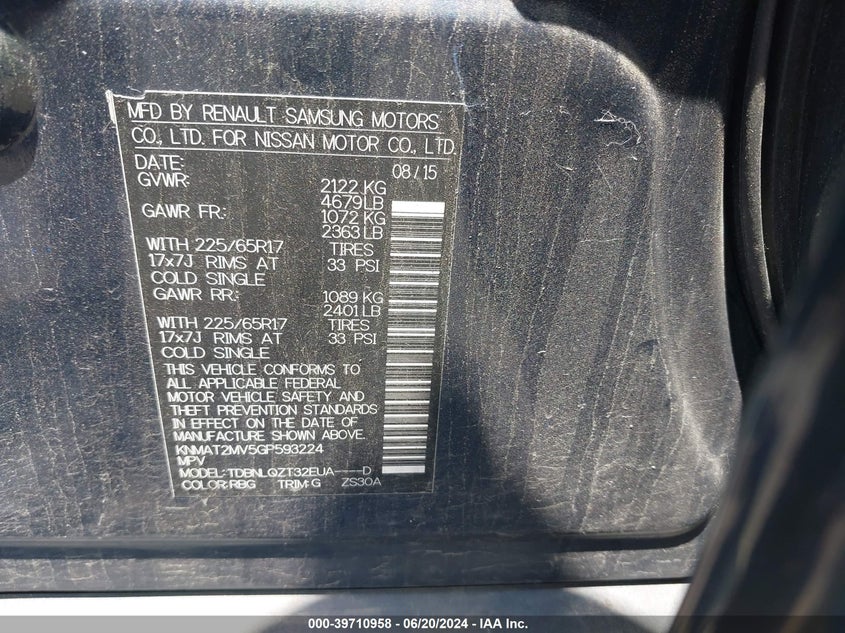 MFD BY RENAULT SAMSUNG MOTORS
CO., LTD. FOR NISSAN MOTOR CO., LTD.
DATE: 08/15
GVWR: 2122 KG
4679 LB
GAWR FR.: 1072 KG
2363 LB
WITH 225/65R17 TIRES
17x7J RIMS AT 33 PSI
COLD SINGLE
GAWR RR.: 1089 KG
2401 LB
WITH 225/65R17 TIRES
17x7J RIMS AT 33 PSI
COLD SINGLE
THIS VEHICLE CONFORMS TO
ALL APPLICABLE FEDERAL
MOTOR VEHICLE SAFETY AND
THEFT PREVENTION STANDARDS
IN EFFECT ON THE DATE OF
MANUFACTURE SHOWN ABOVE.
KNMAT2MV5GP593224
MPV
MODEL: TDBNLQZT32EUA----D
COLOR:RBG TRIM:G ZS30A
000-39710958 - 06/20/2024 - IAA Inc.